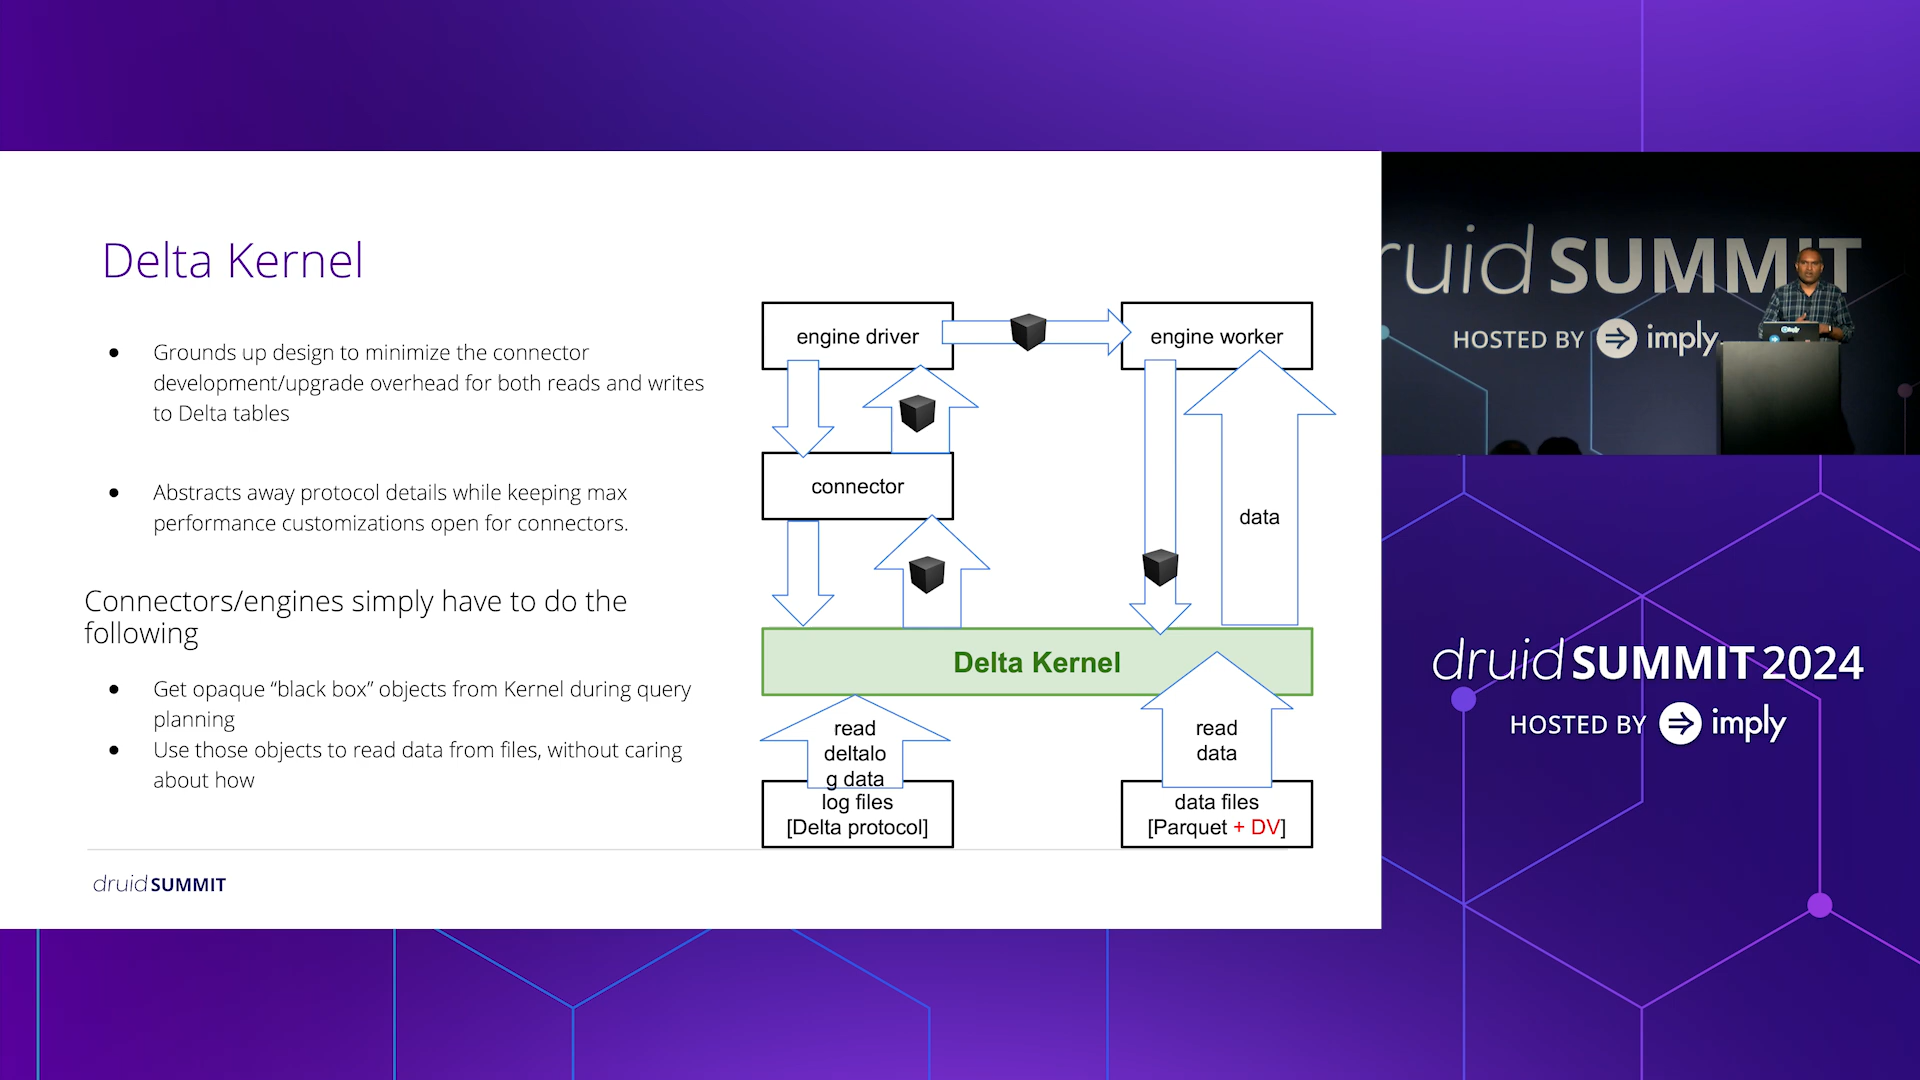 Delta Kernel
● Grounds up design to minimize the connector
development/upgrade overhead for both reads and writes
to Delta tables
● Abstracts away protocol details while keeping max
performance customizations open for connectors.
Connectors/engines simply have to do the
following
● Get opaque “black box” objects from Kernel during query
planning
● Use those objects to read data from files, without caring
about how
engine driver
engine worker
connector
data
Delta Kernel
read
deltalo
g data
read
data
log files
[Delta protocol]
data files
[Parquet + DV]
druid SUMMIT
ruid SUMMIT
HOSTED BY imply
druid SUMMIT 2024
HOSTED BY imply